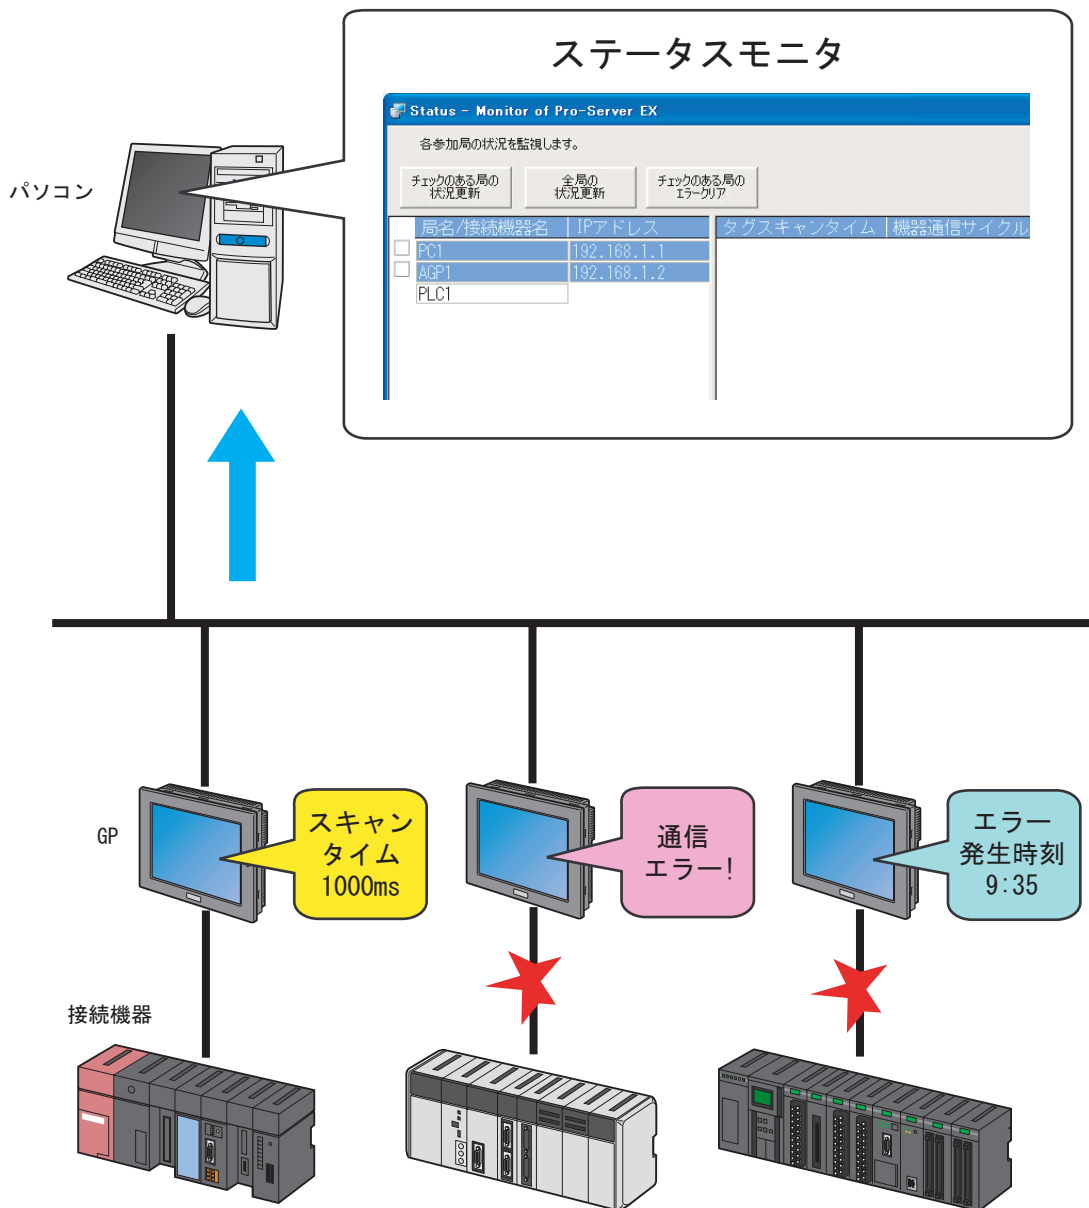 ステータスモニタ
Status - Monitor of Pro-Server EX
各参加局の状況を監視します。
チェックのある局の
状況更新
全局の
状況更新
チェックのある局の
エラークリア
局名/接続機器名 IPアドレス タグスキャンタイム 機器通信サイクル
PC1 192.168.1.1
AGP1 192.168.1.2
PLC1
パソコン
GP
スキャン
タイム
1000ms
通信
エラー!
エラー
発生時刻
9:35
接続機器